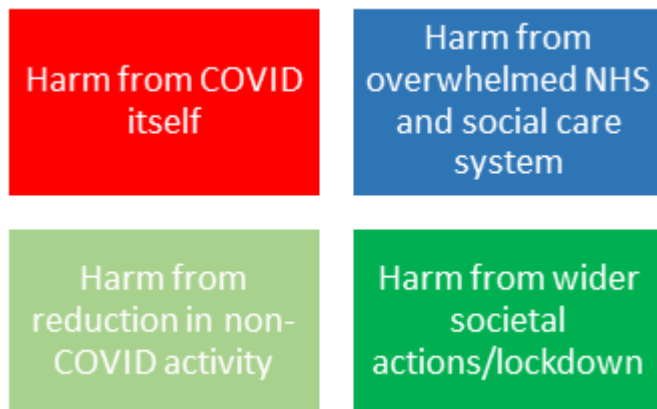 Harm from COVID
itself
Harm from
overwhelmed NHS
and social care
system
Harm from
reduction in non-
COVID activity
Harm from wider
societal
actions/lockdown